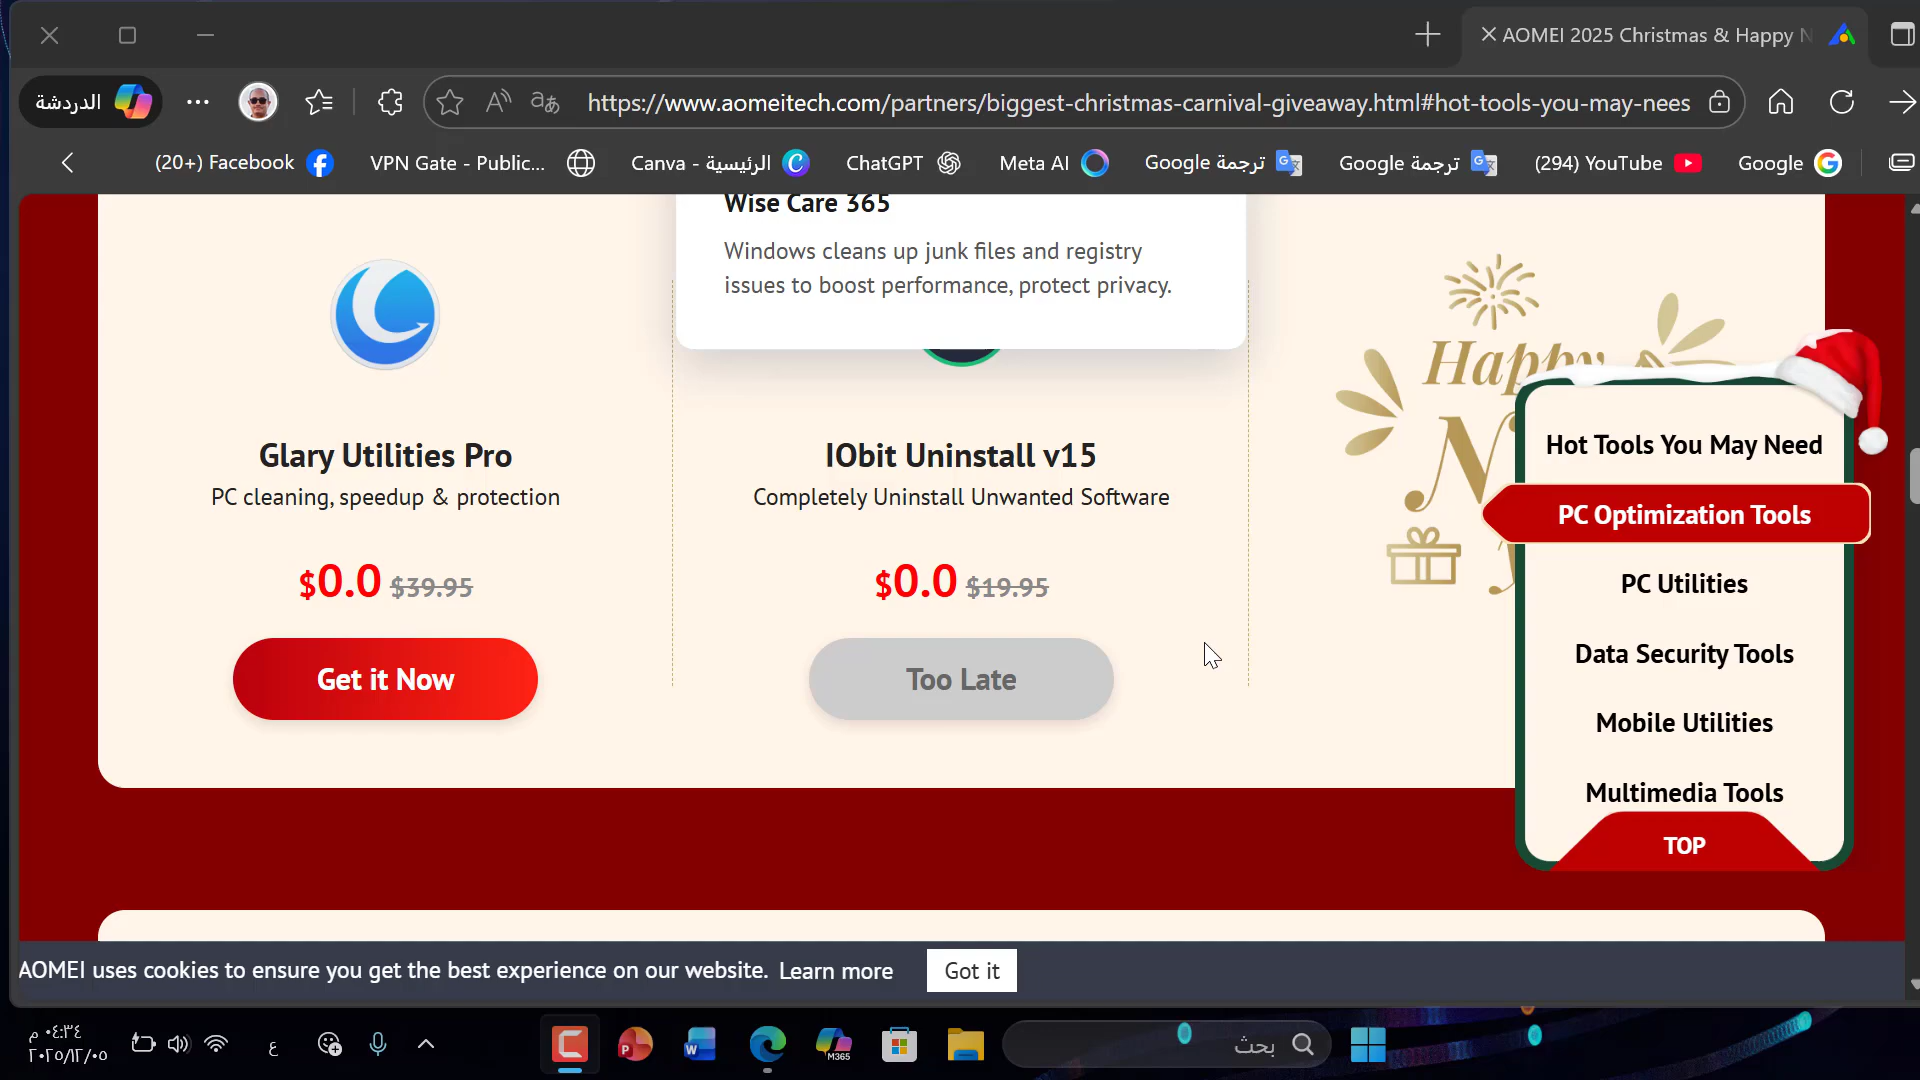 AOMEI 2025 Christmas & Happy N
الدردشة
https://www.aomeitech.com/partners/biggest-christmas-carnival-giveaway.html#hot-tools-you-may-nees
(20+) Facebook
VPN Gate - Public...
Canva - الرئيسية
ChatGPT
Meta AI
ترجمة Google
ترجمة Google
(294) YouTube
Google
Wise Care 365
Windows cleans up junk files and registry
issues to boost performance, protect privacy.
Glary Utilities Pro
PC cleaning, speedup & protection
$0.0 $39.95
Get it Now
IObit Uninstall v15
Completely Uninstall Unwanted Software
$0.0 $19.95
Too Late
Happy
N
Hot Tools You May Need
PC Optimization Tools
PC Utilities
Data Security Tools
Mobile Utilities
Multimedia Tools
TOP
AOMEI uses cookies to ensure you get the best experience on our website. Learn more
Got it
٠٤:٣٤ م
٢٠٢٥/١٢/٠٥
ع
M365
بحث